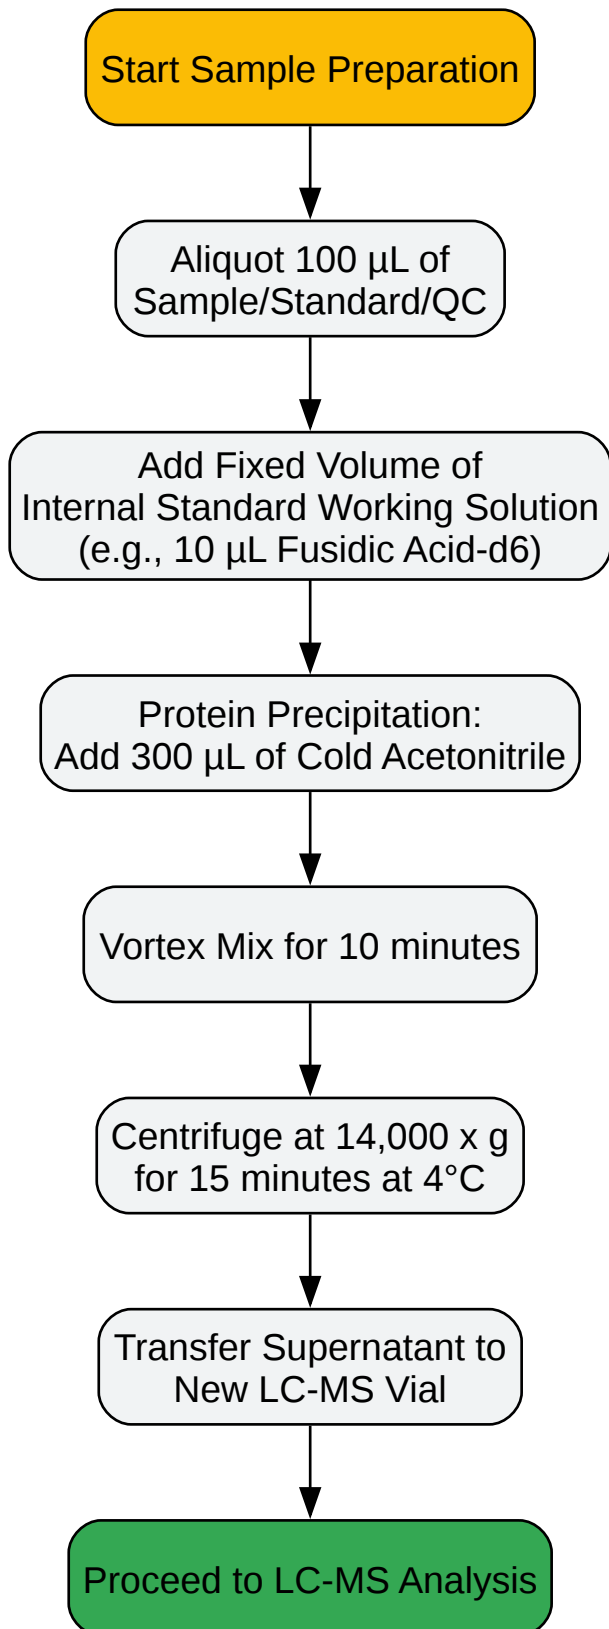 Start Sample Preparation
Aliquot 100 µL of
Sample/Standard/QC
Add Fixed Volume of
Internal Standard Working Solution
(e.g., 10 µL Fusidic Acid-d6)
Protein Precipitation:
Add 300 µL of Cold Acetonitrile
Vortex Mix for 10 minutes
Centrifuge at 14,000 x g
for 15 minutes at 4°C
Transfer Supernatant to
New LC-MS Vial
Proceed to LC-MS Analysis